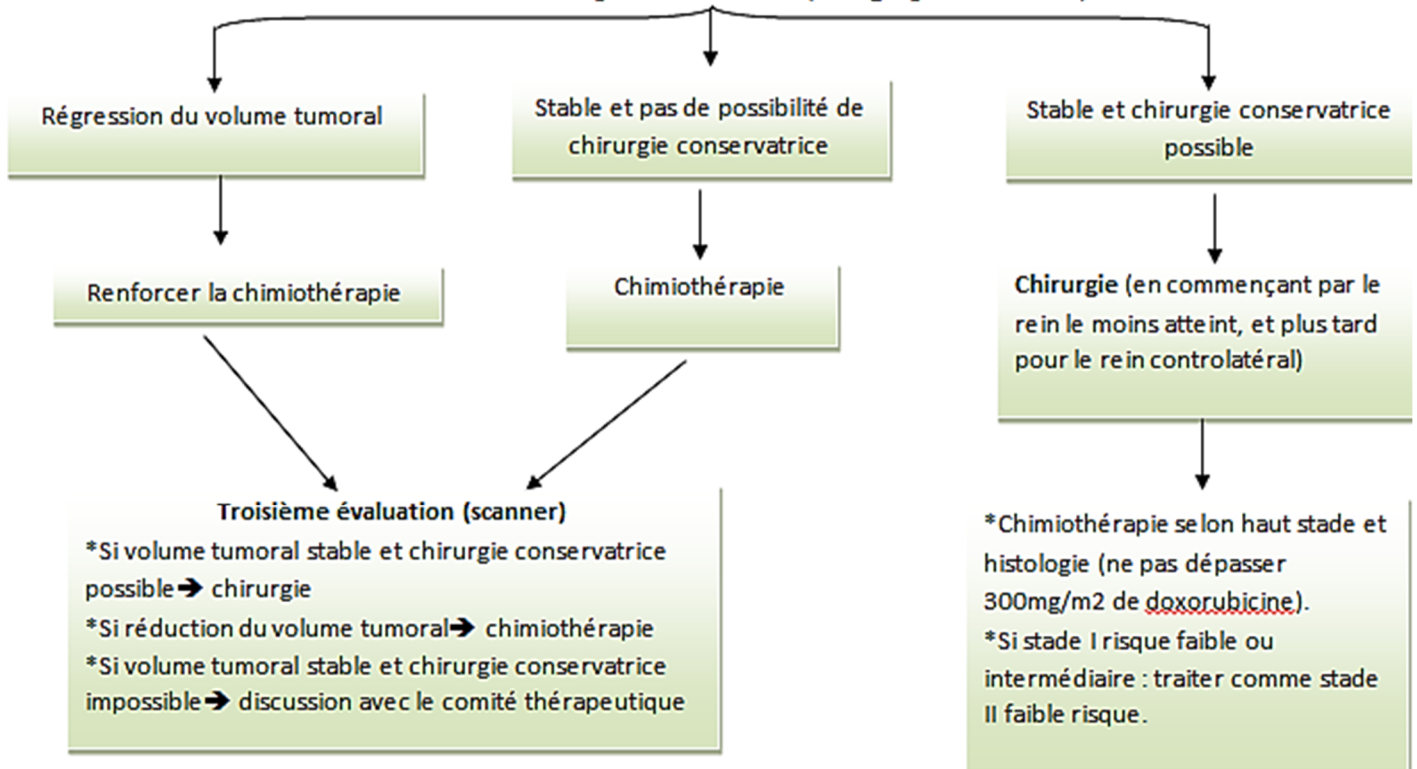 Régression du volume tumoral
Stable et pas de possibilité de
chirurgie conservatrice
Stable et chirurgie conservatrice
possible
Renforcer la chimiothérapie
Chimiothérapie
Chirurgie (en commençant par le
rein le moins atteint, et plus tard
pour le rein controlatéral)
Troisième évaluation (scanner)
*Si volume tumoral stable et chirurgie conservatrice
possible➔ chirurgie
*Si réduction du volume tumoral➔ chimiothérapie
*Si volume tumoral stable et chirurgie conservatrice
impossible➔ discussion avec le comité thérapeutique
*Chimiothérapie selon haut stade et
histologie (ne pas dépasser
300mg/m2 de doxorubicine).
*Si stade I risque faible ou
intermédiaire : traiter comme stade
II faible risque.